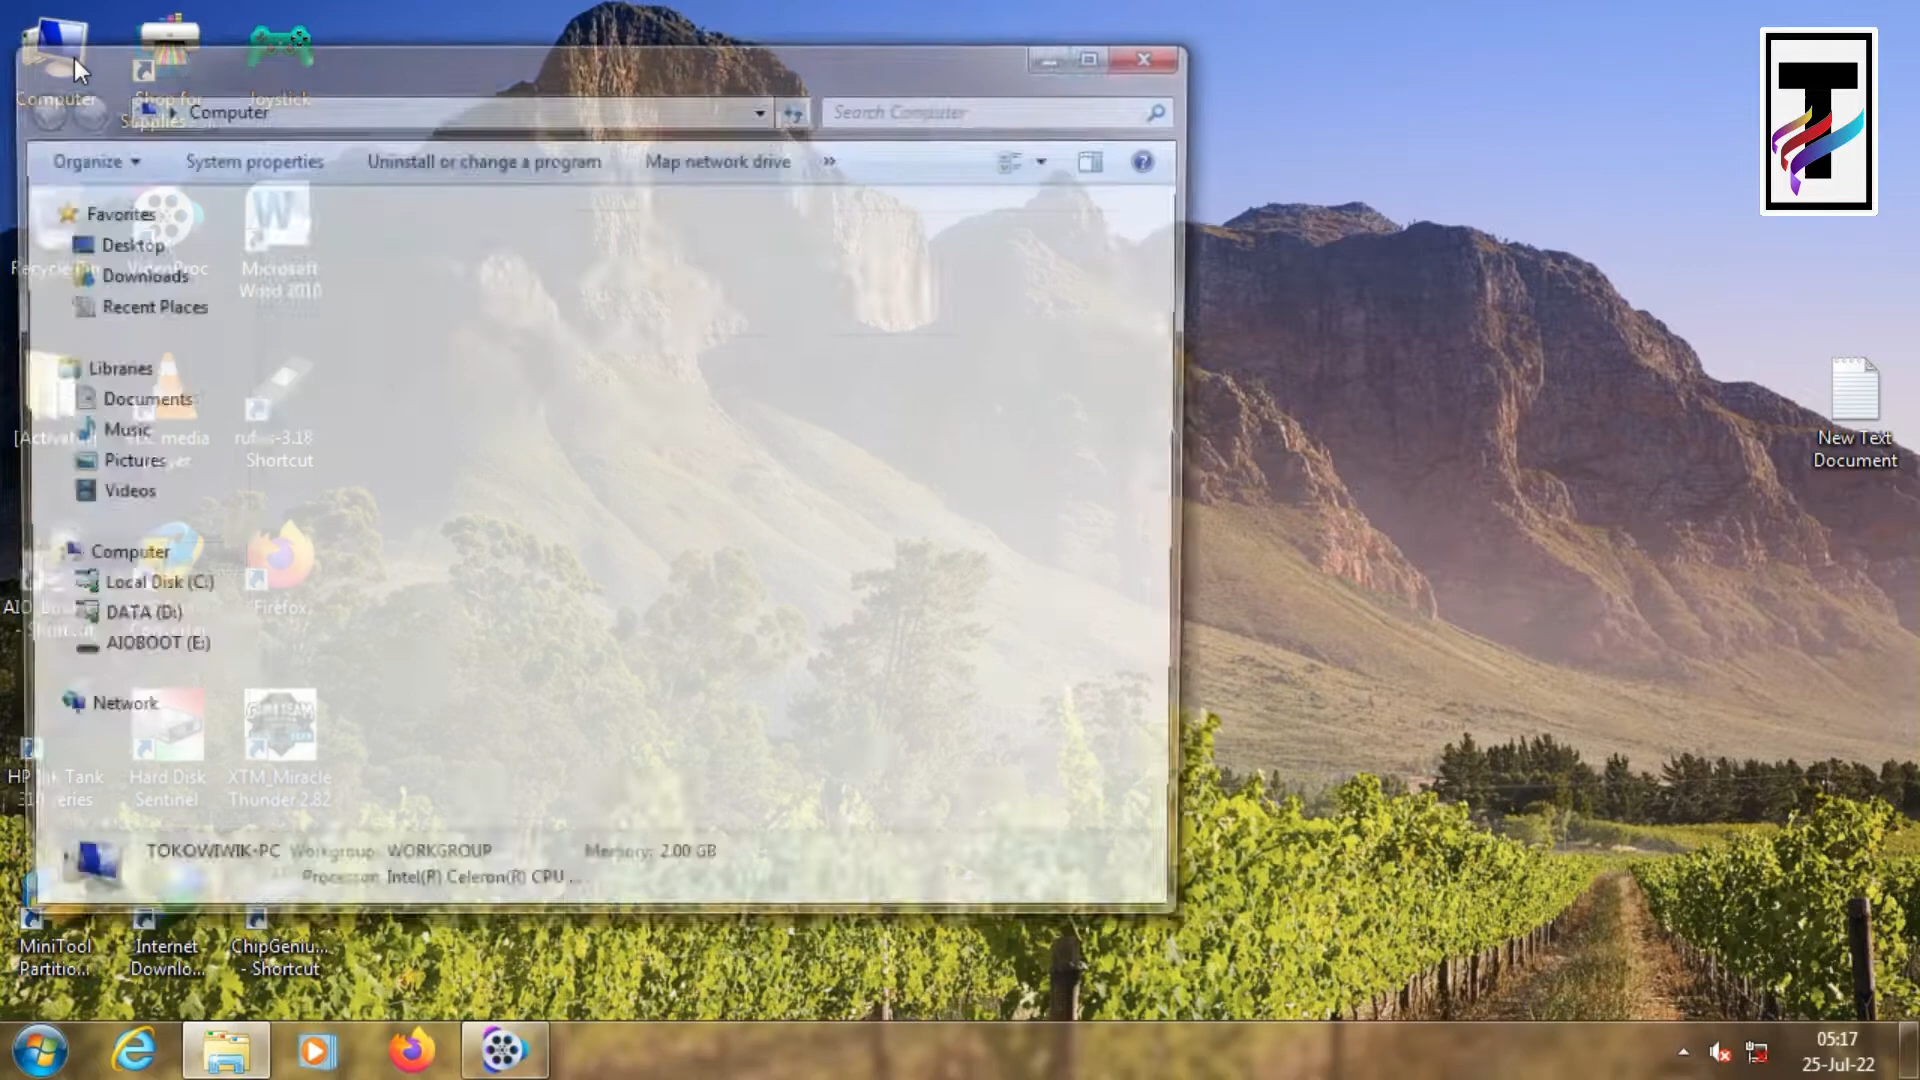 Computer
Shop for
Supplies...
Joystick
Computer
Search Computer
Organize
System properties
Uninstall or change a program
Map network drive
»
Favorites
Desktop
Downloads
Recent Places
Libraries
Documents
Music
Pictures
Videos
Computer
Local Disk (C:)
DATA (D:)
AIOBOOT (E:)
Network
Microsoft
Word 2010
media
3.18
Shortcut
Firefox
HP Tank
eries
Hard Disk
Sentinel
XTM_Miracle
Thunder 2.82
TOKOWIWIK-PC Workgroup: WORKGROUP Memory: 2.00 GB
Processor: Intel(R) Celeron(R) CPU ...
MiniTool
Partitio...
Internet
Downlo...
ChipGeniu...
- Shortcut
T
New Text
Document
05:17
25-Jul-22